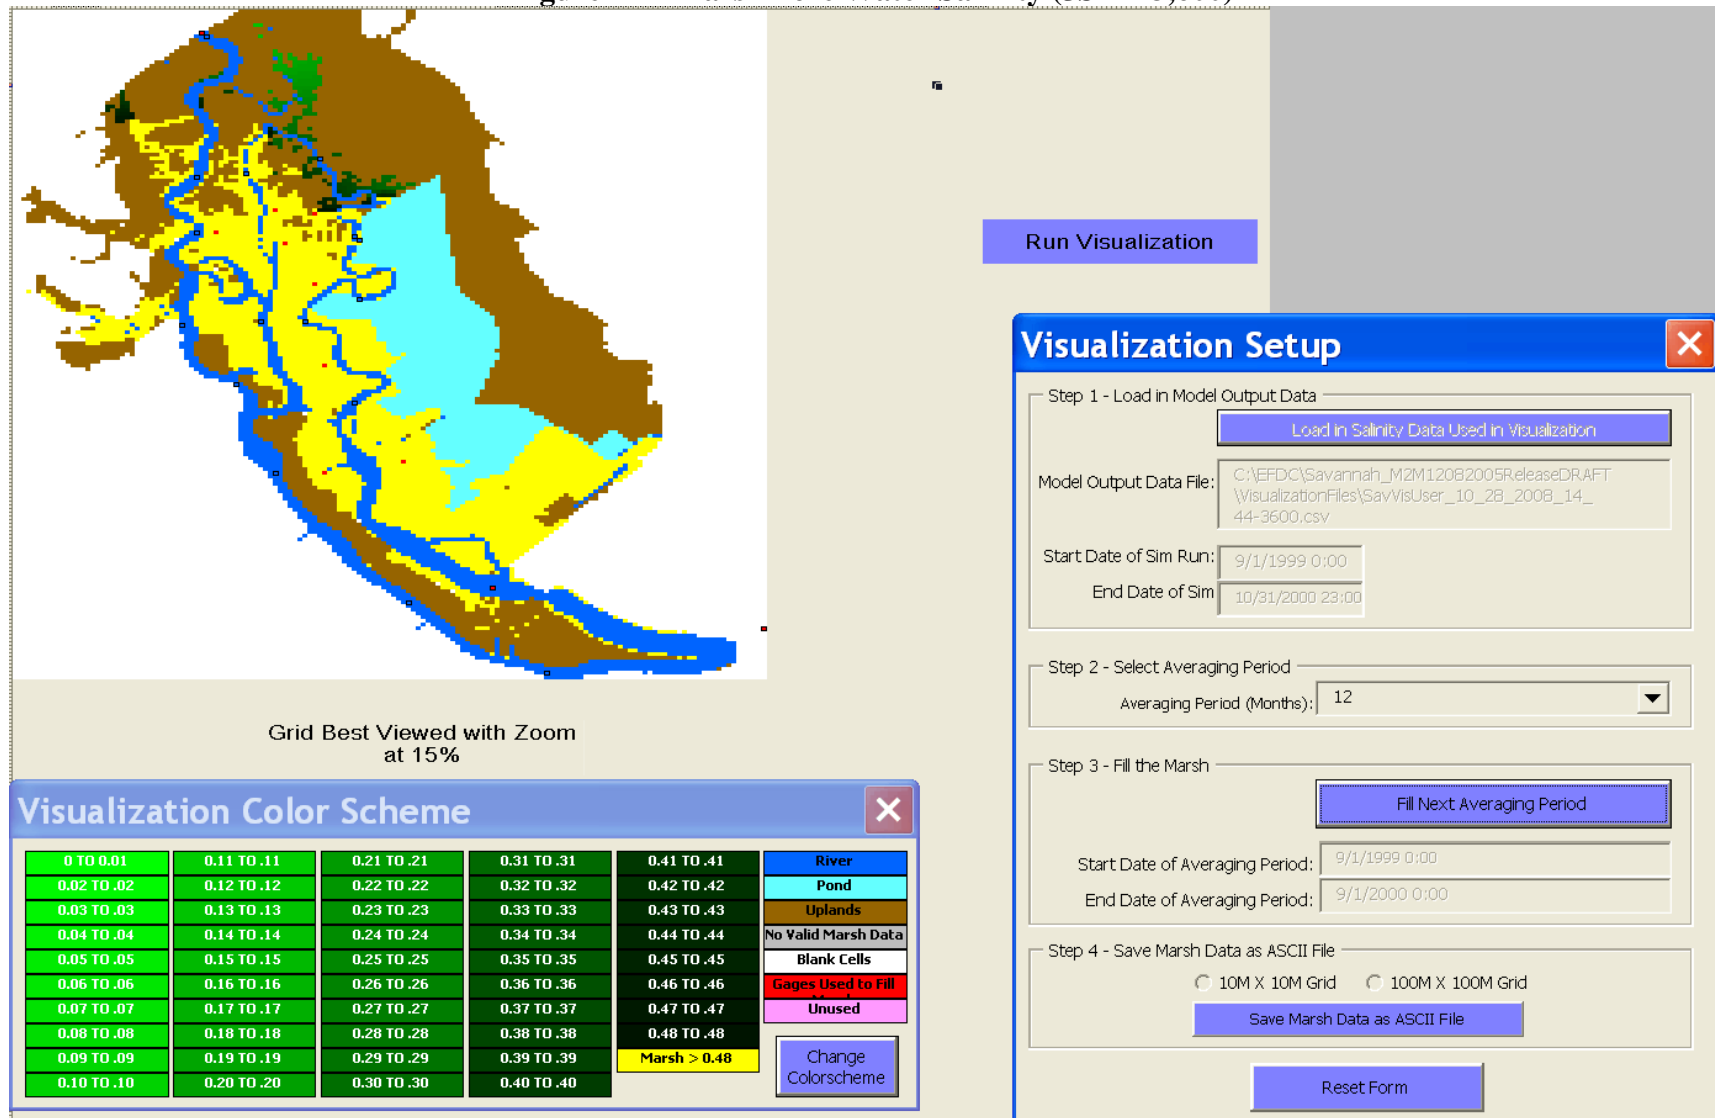 Run Visualization
Visualization Setup
Step 1 - Load in Model Output Data
Load in Salinity Data Used in Visualization
Model Output Data File:
C:\EFDC\Savannah_M2M12082005ReleaseDRAFT
\VisualizationFiles\SavVisUser_10_28_2008_14_
44-3600.csv
Start Date of Sim Run:
9/1/1999 0:00
End Date of Sim
10/31/2000 23:00
Step 2 - Select Averaging Period
Averaging Period (Months):
12
Step 3 - Fill the Marsh
Fill Next Averaging Period
Start Date of Averaging Period:
9/1/1999 0:00
End Date of Averaging Period:
9/1/2000 0:00
Step 4 - Save Marsh Data as ASCII File
10M X 10M Grid
100M X 100M Grid
Save Marsh Data as ASCII File
Reset Form
Grid Best Viewed with Zoom
at 15%
Visualization Color Scheme
0 TO 0.01 0.11 TO .11 0.21 TO .21 0.31 TO .31 0.41 TO .41 River
0.02 TO .02 0.12 TO .12 0.22 TO .22 0.32 TO .32 0.42 TO .42 Pond
0.03 TO .03 0.13 TO .13 0.23 TO .23 0.33 TO .33 0.43 TO .43 Uplands
0.04 TO .04 0.14 TO .14 0.24 TO .24 0.34 TO .34 0.44 TO .44 No Valid Marsh Data
0.05 TO .05 0.15 TO .15 0.25 TO .25 0.35 TO .35 0.45 TO .45 Blank Cells
0.06 TO .06 0.16 TO .16 0.26 TO .26 0.36 TO .36 0.46 TO .46 Gages Used to Fill
0.07 TO .07 0.17 TO .17 0.27 TO .27 0.37 TO .37 0.47 TO .47 Unused
0.08 TO .08 0.18 TO .18 0.28 TO .28 0.38 TO .38 0.48 TO .48
0.09 TO .09 0.19 TO .19 0.29 TO .29 0.39 TO .39 Marsh > 0.48
0.10 TO .10 0.20 TO .20 0.30 TO .30 0.40 TO .40
Change
Colorscheme